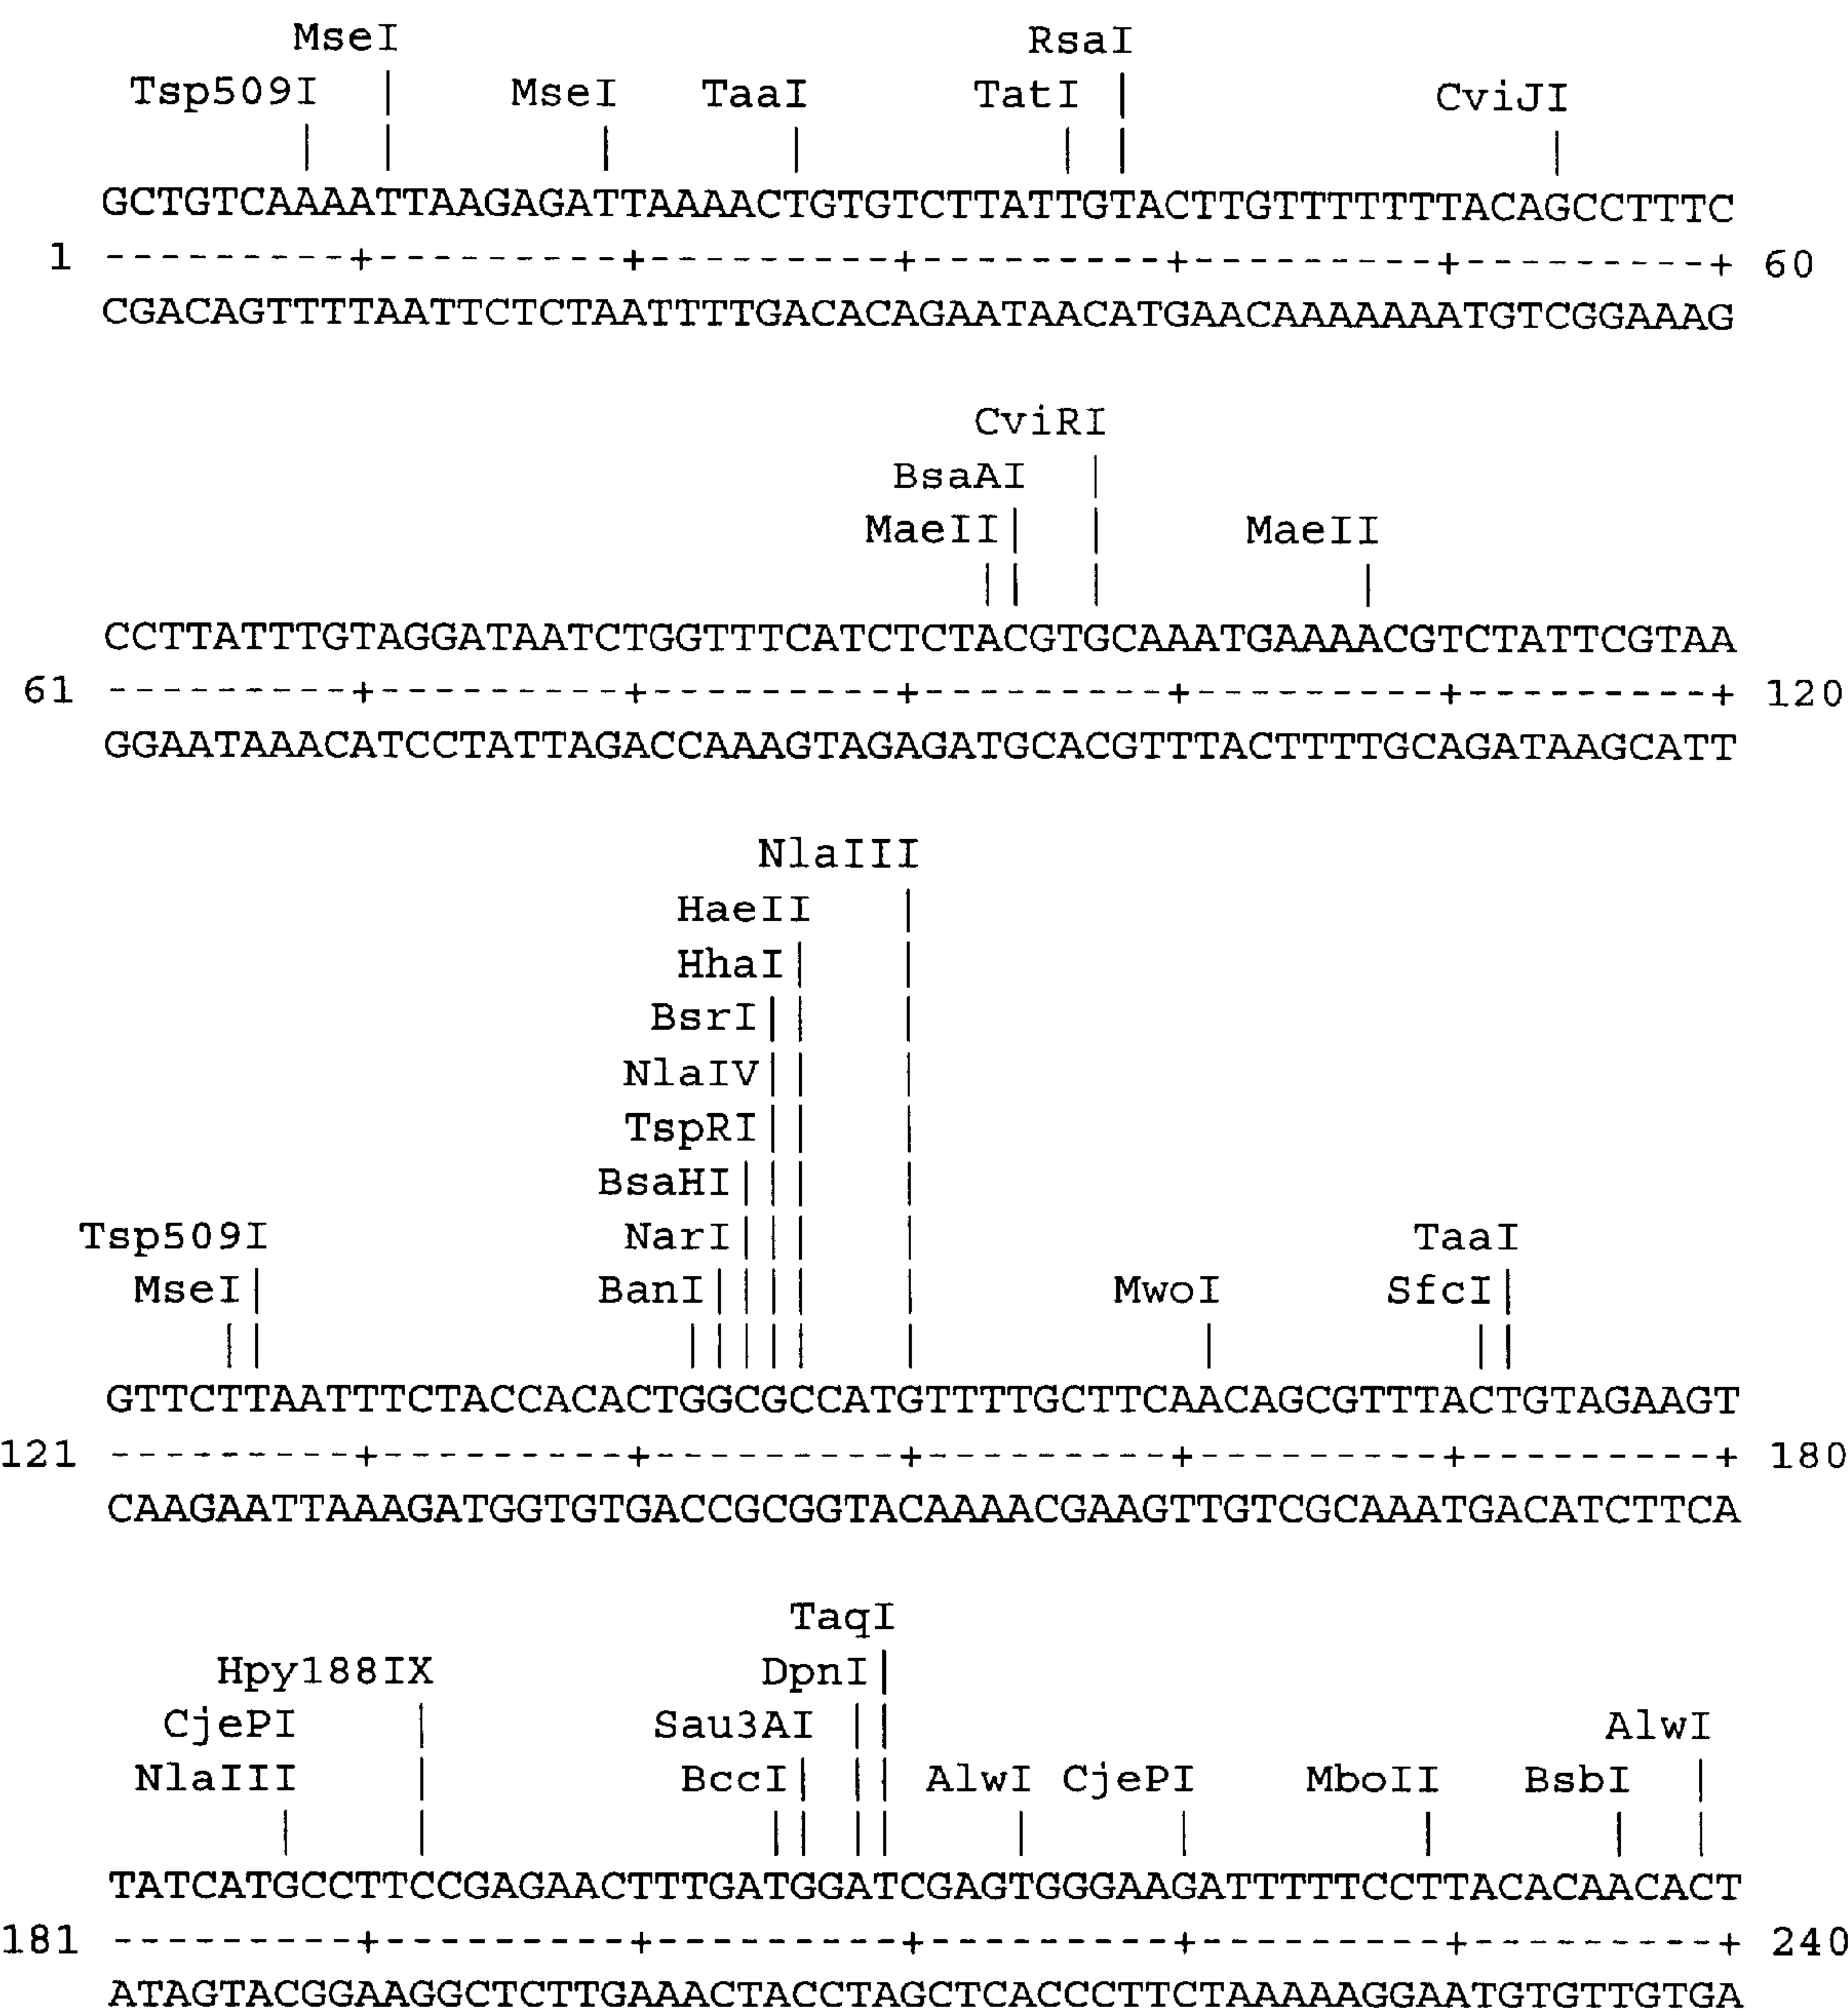 MseI RsaI
Tsp509I | MseI TaaI TatI | CviJI
| | | | | | |
GCTGTCAAAATTAAGAGATTAAAACTGTGTCTTATTGTACTTGTTTTTTTACAGCCTTTC
1 ---------+---------+---------+---------+---------+---------+ 60
CGACAGTTTTAATTCTCTAATTTTGACACAGAATAACATGAACAAAAAAATGTCGGAAAG
CviRI
BsaAI |
MaeII| | MaeII
|| | |
CCTTATTTGTAGGATAATCTGGTTTCATCTCTACGTGCAAATGAAAACGTCTATTCGTAA
61 ---------+---------+---------+---------+---------+---------+ 120
GGAATAAACATCCTATTAGACCAAAGTAGAGATGCACGTTTACTTTTGCAGATAAGCATT
NlaIII
HaeII |
HhaI| |
BsrI|| |
NlaIV|| |
TspRI|| |
BsaHI||| |
Tsp509I NarI||| | TaaI
MseI| BanI|||| | MwoI SfcI|
|| ||||| | | ||
GTTCTTAATTTCTACCACACTGGCGCCATGTTTTGCTTCAACAGCGTTTACTGTAGAAGT
121 ---------+---------+---------+---------+---------+---------+ 180
CAAGAATTAAAGATGGTGTGACCGCGGTACAAAACGAAGTTGTCGCAAATGACATCTTCA
TaqI
Hpy188IX DpnI|
CjePI | Sau3AI || AlwI
NlaIII | BccI| || AlwI CjePI MboII BsbI |
| | || || | | | | |
TATCATGCCTTCCGAGAACTTTGATGGATCGAGTGGGAAGATTTTTCCTTACACAACACT
181 ---------+---------+---------+---------+---------+---------+ 240
ATAGTACGGAAGGCTCTTGAAACTACCTAGCTCACCCTTCTAAAAAGGAATGTGTTGTGA